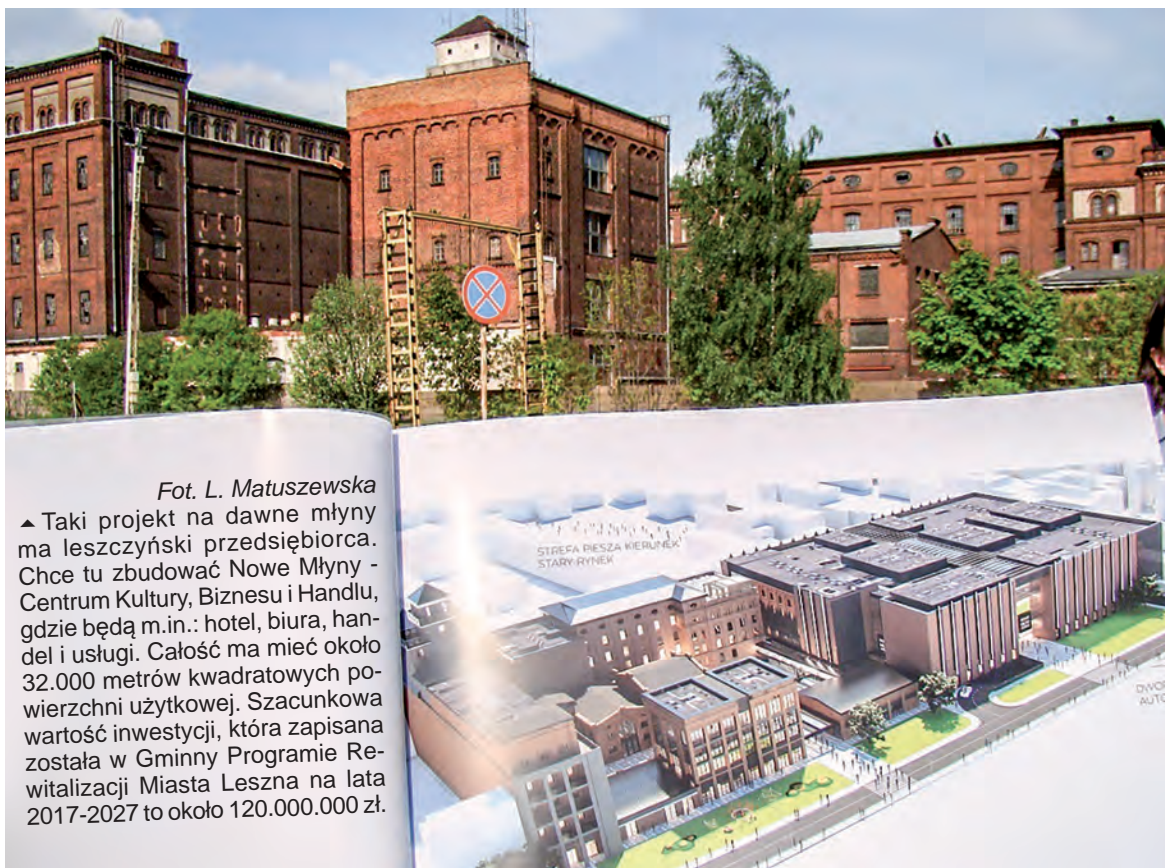 Fot. L. Matuszewska
▲ Taki projekt na dawne młyny
ma leszczyński przedsiębiorca.
Chce tu zbudować Nowe Młyny -
Centrum Kultury, Biznesu i Handlu,
gdzie będą m.in.: hotel, biura, han-
del i usługi. Całość ma mieć około
32.000 metrów kwadratowych po-
wierzchni użytkowej. Szacunkowa
wartość inwestycji, która zapisana
została w Gminny Programie Re-
witalizacji Miasta Leszna na lata
2017-2027 to około 120.000.000 zł.
STREFA PIESZA KIERUNEK
STARY RYNEK